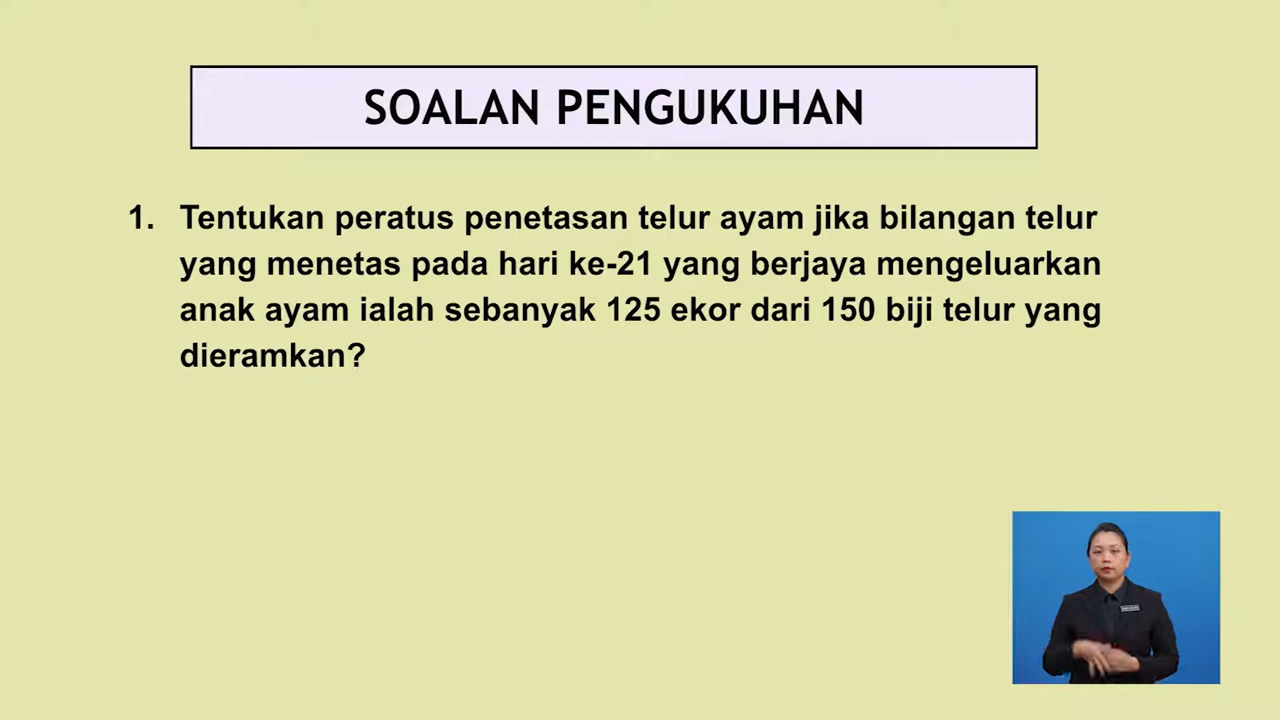 SOALAN PENGUKUHAN
1. Tentukan peratus penetasan telur ayam jika bilangan telur
yang menetas pada hari ke-21 yang berjaya mengeluarkan
anak ayam ialah sebanyak 125 ekor dari 150 biji telur yang
dieramkan?